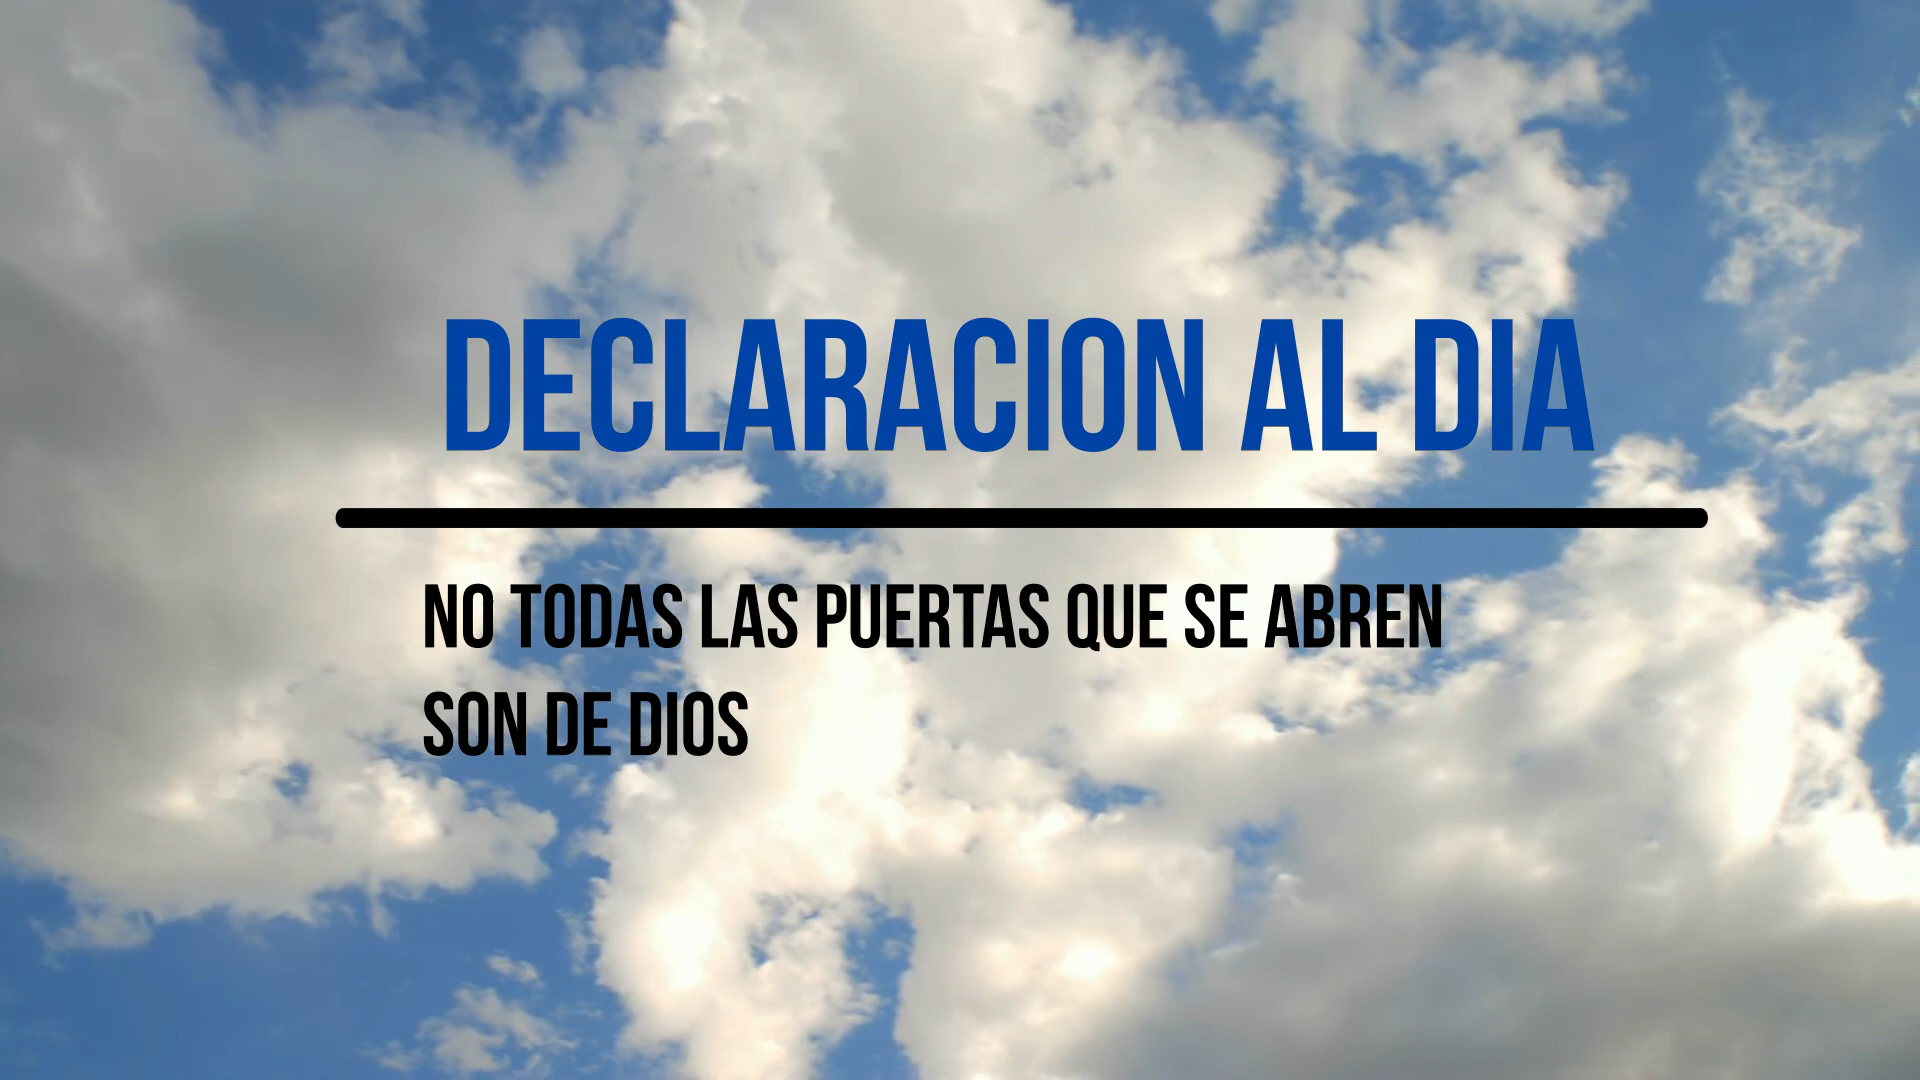 DECLARACION AL DIA
NO TODAS LAS PUERTAS QUE SE ABREN
SON DE DIOS